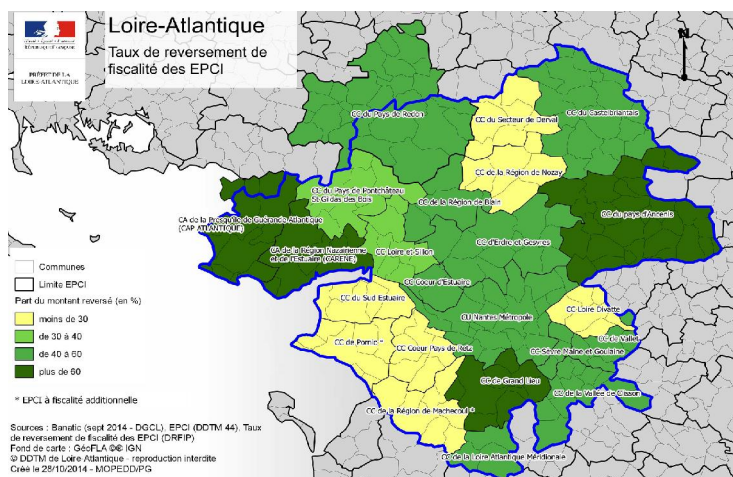 Loire-Atlantique
Taux de reversement de
fiscalité des EPCI
PRÉFET DE LA
LOIRE-ATLANTIQUE
N
CC du Pays de Redon
CC du Secteur de Derval
CC du Castelbriantais
CC de la Région de Nozay
CC du Pays de Pontchâteau
St-Gildas des Bois
CC de la Région de Blain
CC du pays d'Ancenis
CA de la Presqu'île de Guérande Atlantique
(CAP ATLANTIQUE)
CC d'Erdre et Gesvres
CA de la Région Nazairienne
et de l'Estuaire (CARENE)
CC Loire et Sillon
CC Coeur d'Estuaire
CC du Sud Estuaire
CC Loire Divatte
CU Nantes Métropole
CC de Vallet
CC de Pornic *
CC Coeur Pays de Retz
CC Sèvre Maine et Goulaine
CC de Grand Lieu
CC de la Vallée de Clisson
CC de la Région de Machecoul *
CC de la Loire Atlantique Méridionale
Communes
Limite EPCI
Part du montant reversé (en %)
moins de 30
de 30 à 40
de 40 à 60
plus de 60
* EPCI à fiscalité additionnelle
Sources : Banatic (sept 2014 - DGCL), EPCI (DDTM 44), Taux
de reversement de fiscalité des EPCI (DRFIP)
Fond de carte : GéoFLA ©® IGN
© DDTM de Loire Atlantique - reproduction interdite
Créé le 28/10/2014 - MOPEDD/PG